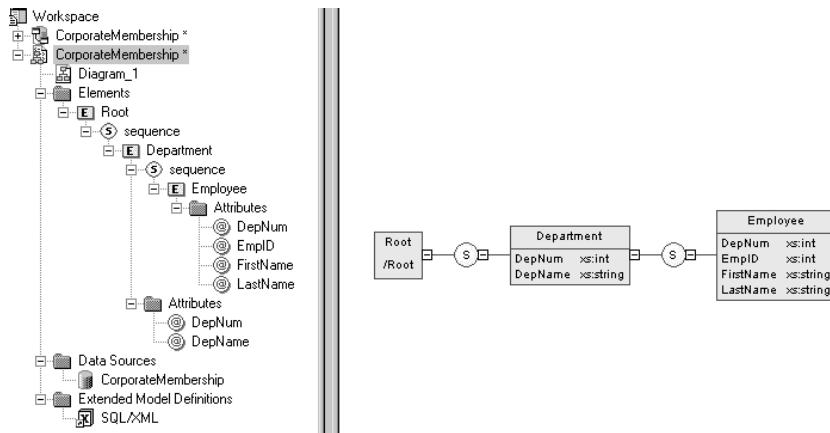 Workspace
CorporateMembership *
CorporateMembership *
Diagram_1
Elements
E Root
S sequence
E Department
S sequence
E Employee
Attributes
@ DepNum
@ EmpID
@ FirstName
@ LastName
Attributes
@ DepNum
@ DepName
Data Sources
CorporateMembership
Extended Model Definitions
SQL/XML
Root
/Root
S
Department
DepNum xs:int
DepName xs:string
S
Employee
DepNum xs:int
EmpID xs:int
FirstName xs:string
LastName xs:string